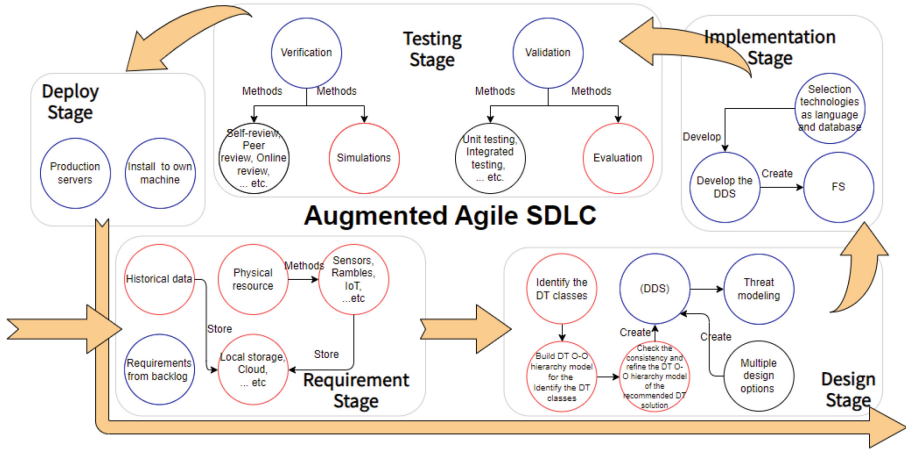 Deploy
Stage
Production
servers
Install to own
machine
Verification
Methods
Methods
Self-review,
Peer
review, Online
review,
... etc.
Simulations
Testing
Stage
Validation
Methods
Methods
Unit testing,
Integrated
testing,
... etc.
Evaluation
Implementation
Stage
Selection
technologies
as language
and database
Develop
Develop the
DDS
Create
FS
Augmented Agile SDLC
Historical data
Physical
resource
Methods
Sensors,
Rambles,
IoT,
...etc
Store
Store
Requirements
from backlog
Local storage,
Cloud,
... etc
Requirement
Stage
Identify the
DT classes
(DDS)
Threat
modeling
Create
Create
Build DT O-O
hierarchy model
for the
Identify the DT
classes
Check the
consistency and
refine the DT O-
O hierarchy model
of the
recommended DT
solution
Multiple
design
options
Design
Stage